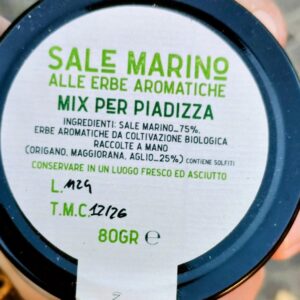 SALE MARINO
ALLE ERBE AROMATICHE
MIX PER PIADIZZA
INGREDIENTI: SALE MARINO_75%,
ERBE AROMATICHE DA COLTIVAZIONE BIOLOGICA
RACCOLTE A MANO
(ORIGANO, MAGGIORANA, AGLIO_25%) CONTIENE SOLFITI
CONSERVARE IN UN LUOGO FRESCO ED ASCIUTTO
L. 1124
T.M.C 12/26
80GR ℮